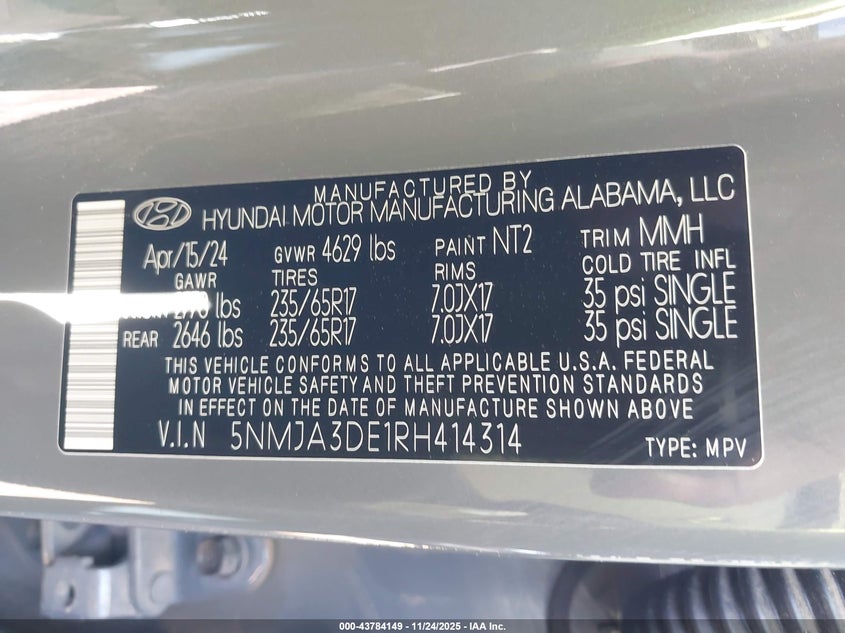 MANUFACTURED BY
HYUNDAI MOTOR MANUFACTURING ALABAMA, LLC
Apr/15/24 GVWR 4629 lbs PAINT NT2 TRIM MMH
GAWR TIRES RIMS COLD TIRE INFL
lbs 235/65R17 7.0JX17 35 psi SINGLE
REAR 2646 lbs 235/65R17 7.0JX17 35 psi SINGLE
THIS VEHICLE CONFORMS TO ALL APPLICABLE U.S.A. FEDERAL
MOTOR VEHICLE SAFETY AND THEFT PREVENTION STANDARDS
IN EFFECT ON THE DATE OF MANUFACTURE SHOWN ABOVE
V.I.N 5NMJA3DE1RH414314 TYPE: MPV
000-43784149 - 11/24/2025 - IAA Inc.